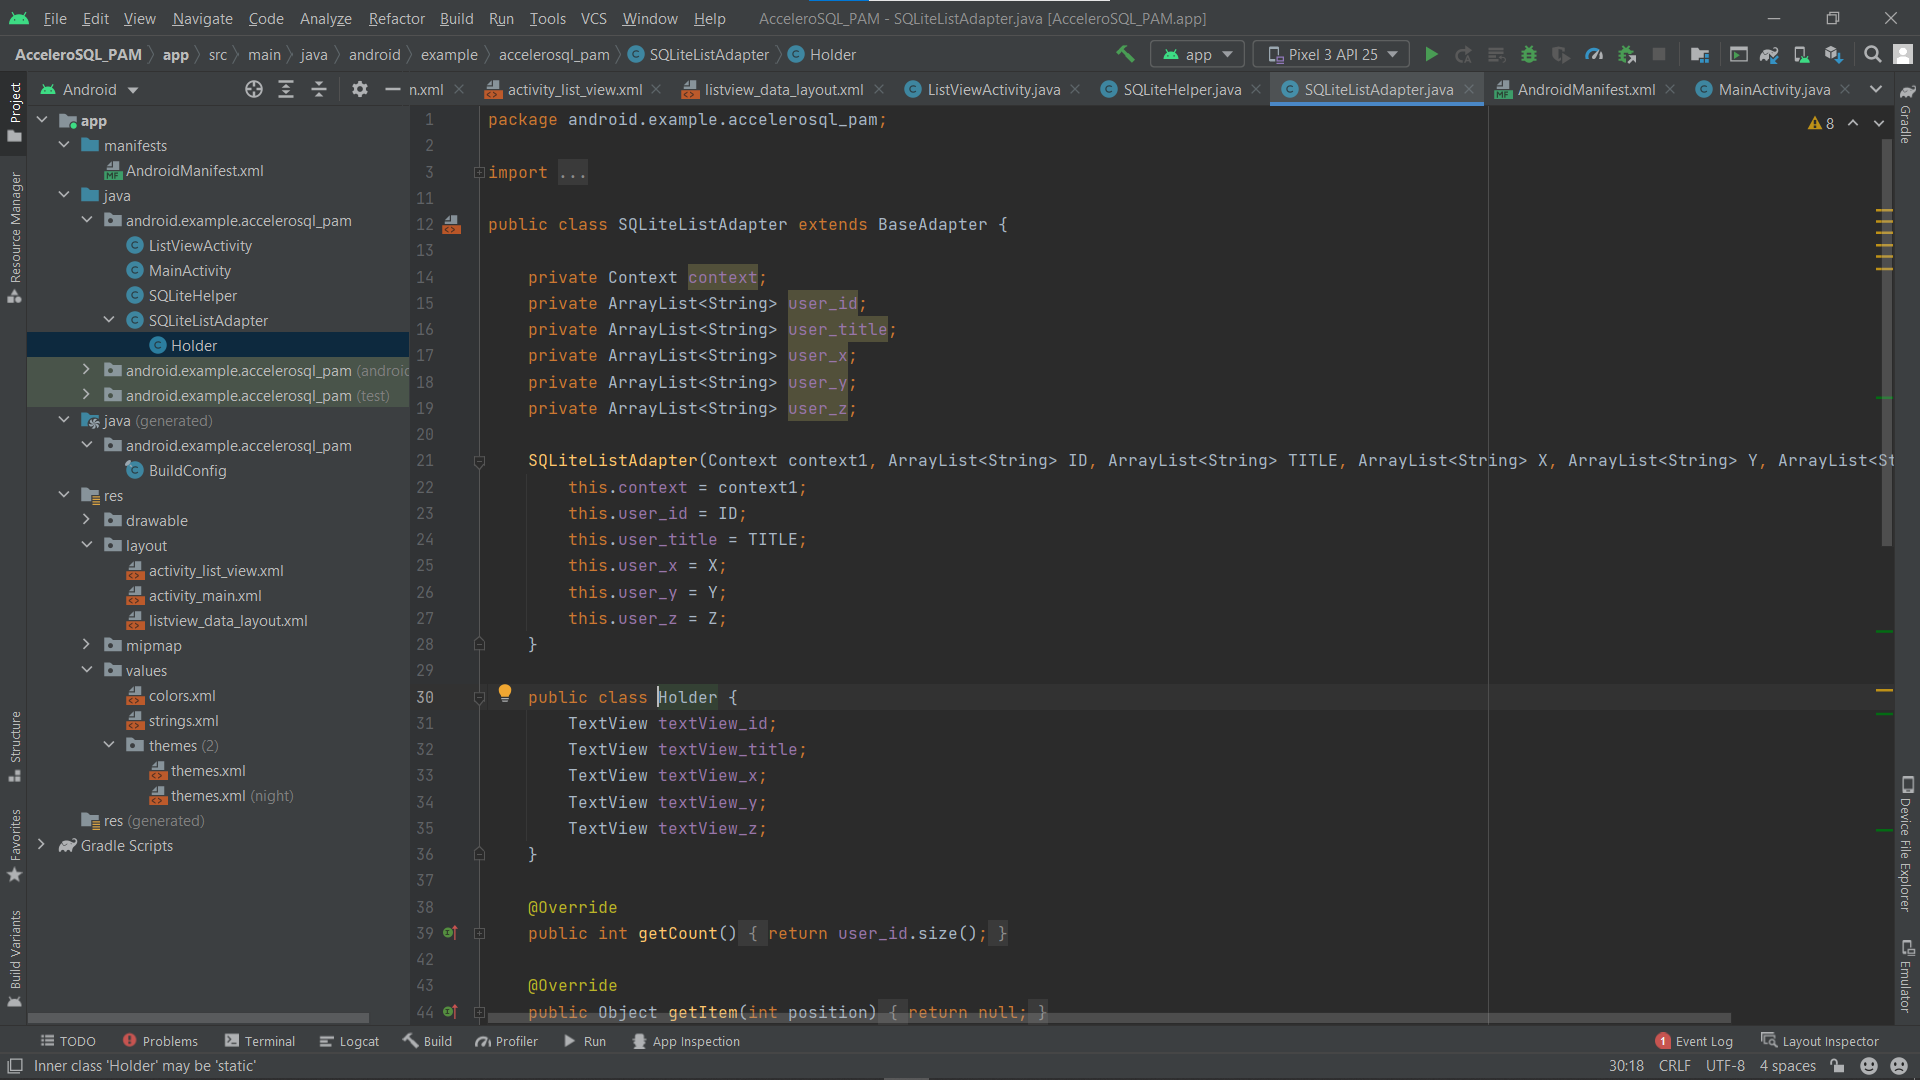 File Edit View Navigate Code Analyze Refactor Build Run Tools VCS Window Help AcceleroSQL_PAM - SQLiteListAdapter.java [AcceleroSQL_PAM.app]
AcceleroSQL_PAM app src main java android example accelerosql_pam SQLiteListAdapter Holder app Pixel 3 API 25
Android n.xml activity_list_view.xml listview_data_layout.xml ListViewActivity.java SQLiteHelper.java SQLiteListAdapter.java AndroidManifest.xml MainActivity.java
Project
Resource Manager
Structure
Favorites
Build Variants
app
manifests
AndroidManifest.xml
java
android.example.accelerosql_pam
ListViewActivity
MainActivity
SQLiteHelper
SQLiteListAdapter
Holder
android.example.accelerosql_pam (androic
android.example.accelerosql_pam (test)
java (generated)
android.example.accelerosql_pam
BuildConfig
res
drawable
layout
activity_list_view.xml
activity_main.xml
listview_data_layout.xml
mipmap
values
colors.xml
strings.xml
themes (2)
themes.xml
themes.xml (night)
res (generated)
Gradle Scripts
1 package android.example.accelerosql_pam;
2
3 import ...
11
12 public class SQLiteListAdapter extends BaseAdapter {
13
14 private Context context;
15 private ArrayList<String> user_id;
16 private ArrayList<String> user_title;
17 private ArrayList<String> user_x;
18 private ArrayList<String> user_y;
19 private ArrayList<String> user_z;
20
21 SQLiteListAdapter(Context context1, ArrayList<String> ID, ArrayList<String> TITLE, ArrayList<String> X, ArrayList<String> Y, ArrayList<St
22 this.context = context1;
23 this.user_id = ID;
24 this.user_title = TITLE;
25 this.user_x = X;
26 this.user_y = Y;
27 this.user_z = Z;
28 }
29
30 public class Holder {
31 TextView textView_id;
32 TextView textView_title;
33 TextView textView_x;
34 TextView textView_y;
35 TextView textView_z;
36 }
37
38 @Override
39 public int getCount() { return user_id.size(); }
42
43 @Override
44 public Object getItem(int position) { return null; }
8
Gradle
Device File Explorer
Emulator
TODO Problems Terminal Logcat Build Profiler Run App Inspection 1 Event Log Layout Inspector
Inner class 'Holder' may be 'static' 30:18 CRLF UTF-8 4 spaces